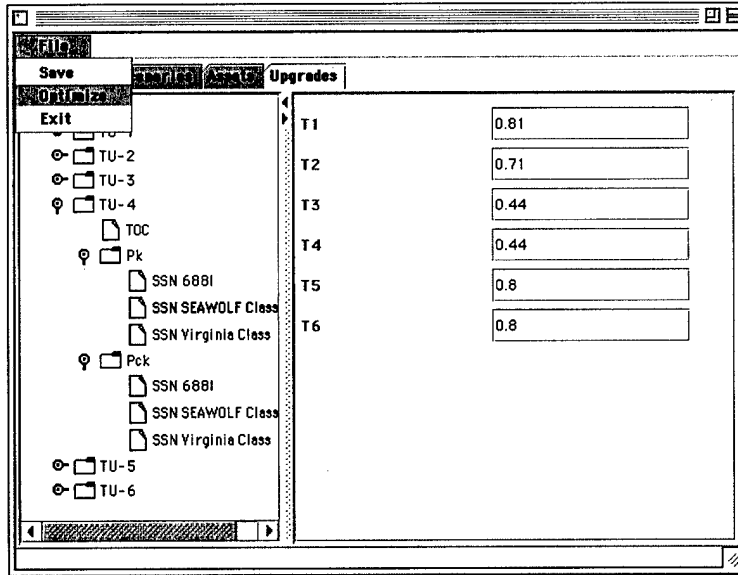 File
Save
Assets Upgrades
Optimize
Exit
TU-2
TU-3
TU-4
TOC
Pk
SSN 688I
SSN SEAWOLF Class
SSN Virginia Class
Pck
SSN 688I
SSN SEAWOLF Class
SSN Virginia Class
TU-5
TU-6
T1 0.81
T2 0.71
T3 0.44
T4 0.44
T5 0.8
T6 0.8